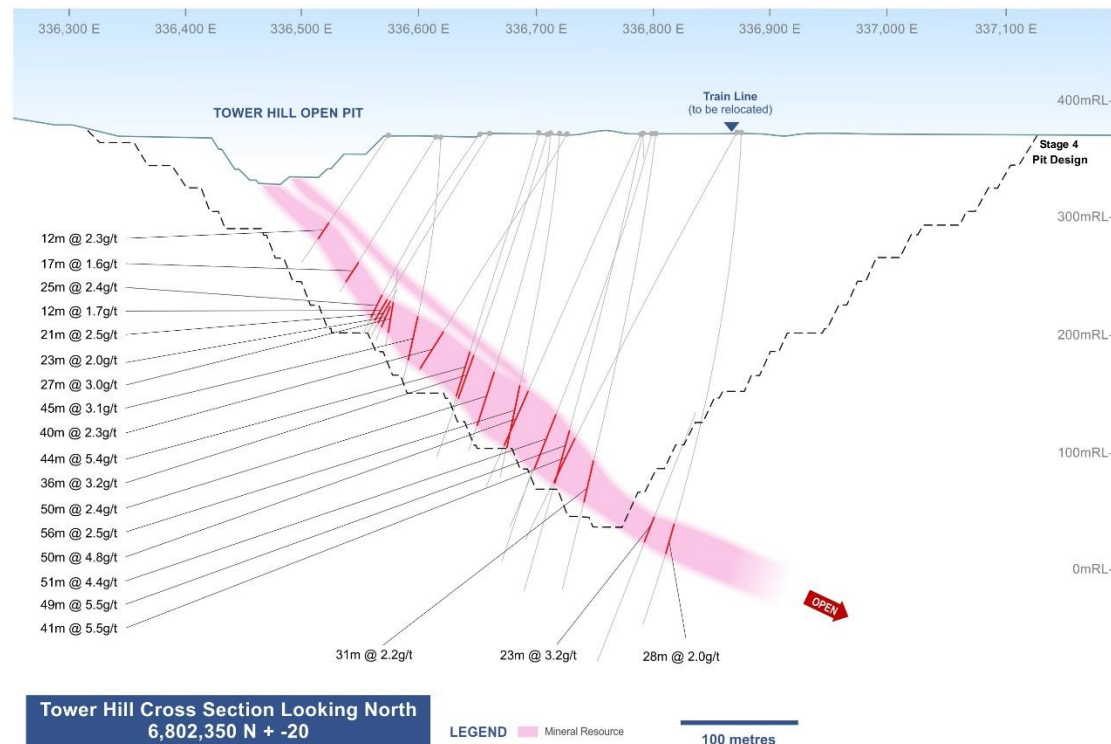 336,300 E 336,400 E 336,500 E 336,600 E 336,700 E 336,800 E 336,900 E 337,000 E 337,100 E
TOWER HILL OPEN PIT
Train Line
(to be relocated)
400mRL-
Stage 4
Pit Design
300mRL-
200mRL-
100mRL-
0mRL-
12m @ 2.3g/t
17m @ 1.6g/t
25m @ 2.4g/t
12m @ 1.7g/t
21m @ 2.5g/t
23m @ 2.0g/t
27m @ 3.0g/t
45m @ 3.1g/t
40m @ 2.3g/t
44m @ 5.4g/t
36m @ 3.2g/t
50m @ 2.4g/t
56m @ 2.5g/t
50m @ 4.8g/t
51m @ 4.4g/t
49m @ 5.5g/t
41m @ 5.5g/t
31m @ 2.2g/t
23m @ 3.2g/t
28m @ 2.0g/t
OPEN
Tower Hill Cross Section Looking North
6,802,350 N + -20
LEGEND Mineral Resource
100 metres